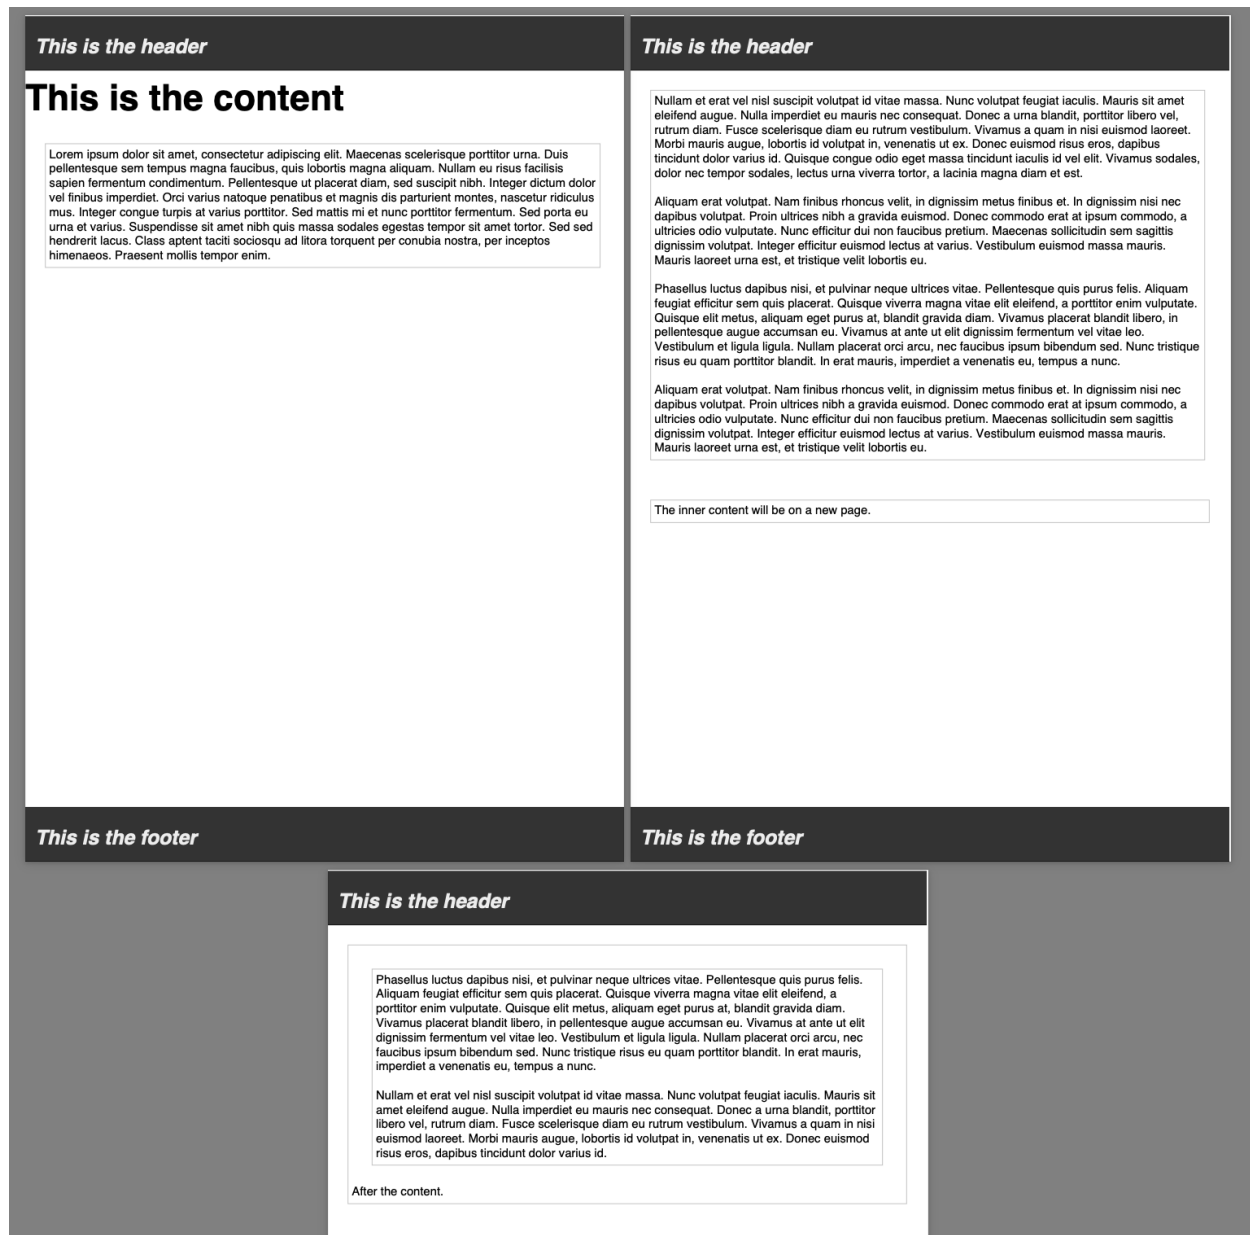 This is the header
This is the content
Lorem ipsum dolor sit amet, consectetur adipiscing elit. Maecenas scelerisque porttitor urna. Duis
pellentesque sem tempus magna faucibus, quis lobortis magna aliquam. Nullam eu risus facilisis
sapien fermentum condimentum. Pellentesque ut placerat diam, sed suscipit nibh. Integer dictum dolor
vel finibus imperdiet. Orci varius natoque penatibus et magnis dis parturient montes, nascetur ridiculus
mus. Integer congue turpis at varius porttitor. Sed mattis mi et nunc porttitor fermentum. Sed porta eu
urna et varius. Suspendisse sit amet nibh quis massa sodales egestas tempor sit amet tortor. Sed sed
hendrerit lacus. Class aptent taciti sociosqu ad litora torquent per conubia nostra, per inceptos
himenaeos. Praesent mollis tempor enim.
This is the footer
This is the header
Nullam et erat vel nisl suscipit volutpat id vitae massa. Nunc volutpat feugiat iaculis. Mauris sit amet
eleifend augue. Nulla imperdiet eu mauris nec consequat. Donec a urna blandit, porttitor libero vel,
rutrum diam. Fusce scelerisque diam eu rutrum vestibulum. Vivamus a quam in nisi euismod laoreet.
Morbi mauris augue, lobortis id volutpat in, venenatis ut ex. Donec euismod risus eros, dapibus
tincidunt dolor varius id. Quisque congue odio eget massa tincidunt iaculis id vel elit. Vivamus sodales,
dolor nec tempor sodales, lectus urna viverra tortor, a lacinia magna diam et est.
Aliquam erat volutpat. Nam finibus rhoncus velit, in dignissim metus finibus et. In dignissim nisi nec
dapibus volutpat. Proin ultrices nibh a gravida euismod. Donec commodo erat at ipsum commodo, a
ultricies odio vulputate. Nunc efficitur dui non faucibus pretium. Maecenas sollicitudin sem sagittis
dignissim volutpat. Integer efficitur euismod lectus at varius. Vestibulum euismod massa mauris.
Mauris laoreet urna est, et tristique velit lobortis eu.
Phasellus luctus dapibus nisi, et pulvinar neque ultrices vitae. Pellentesque quis purus felis. Aliquam
feugiat efficitur sem quis placerat. Quisque viverra magna vitae elit eleifend, a porttitor enim vulputate.
Quisque elit metus, aliquam eget purus at, blandit gravida diam. Vivamus placerat blandit libero, in
pellentesque augue accumsan eu. Vivamus at ante ut elit dignissim fermentum vel vitae leo.
Vestibulum et ligula ligula. Nullam placerat orci arcu, nec faucibus ipsum bibendum sed. Nunc tristique
risus eu quam porttitor blandit. In erat mauris, imperdiet a venenatis eu, tempus a nunc.
Aliquam erat volutpat. Nam finibus rhoncus velit, in dignissim metus finibus et. In dignissim nisi nec
dapibus volutpat. Proin ultrices nibh a gravida euismod. Donec commodo erat at ipsum commodo, a
ultricies odio vulputate. Nunc efficitur dui non faucibus pretium. Maecenas sollicitudin sem sagittis
dignissim volutpat. Integer efficitur euismod lectus at varius. Vestibulum euismod massa mauris.
Mauris laoreet urna est, et tristique velit lobortis eu.
The inner content will be on a new page.
This is the footer
This is the header
Phasellus luctus dapibus nisi, et pulvinar neque ultrices vitae. Pellentesque quis purus felis.
Aliquam feugiat efficitur sem quis placerat. Quisque viverra magna vitae elit eleifend, a
porttitor enim vulputate. Quisque elit metus, aliquam eget purus at, blandit gravida diam.
Vivamus placerat blandit libero, in pellentesque augue accumsan eu. Vivamus at ante ut elit
dignissim fermentum vel vitae leo. Vestibulum et ligula ligula. Nullam placerat orci arcu, nec
faucibus ipsum bibendum sed. Nunc tristique risus eu quam porttitor blandit. In erat mauris,
imperdiet a venenatis eu, tempus a nunc.
Nullam et erat vel nisl suscipit volutpat id vitae massa. Nunc volutpat feugiat iaculis. Mauris sit
amet eleifend augue. Nulla imperdiet eu mauris nec consequat. Donec a urna blandit, porttitor
libero vel, rutrum diam. Fusce scelerisque diam eu rutrum vestibulum. Vivamus a quam in nisi
euismod laoreet. Morbi mauris augue, lobortis id volutpat in, venenatis ut ex. Donec euismod
risus eros, dapibus tincidunt dolor varius id.
After the content.